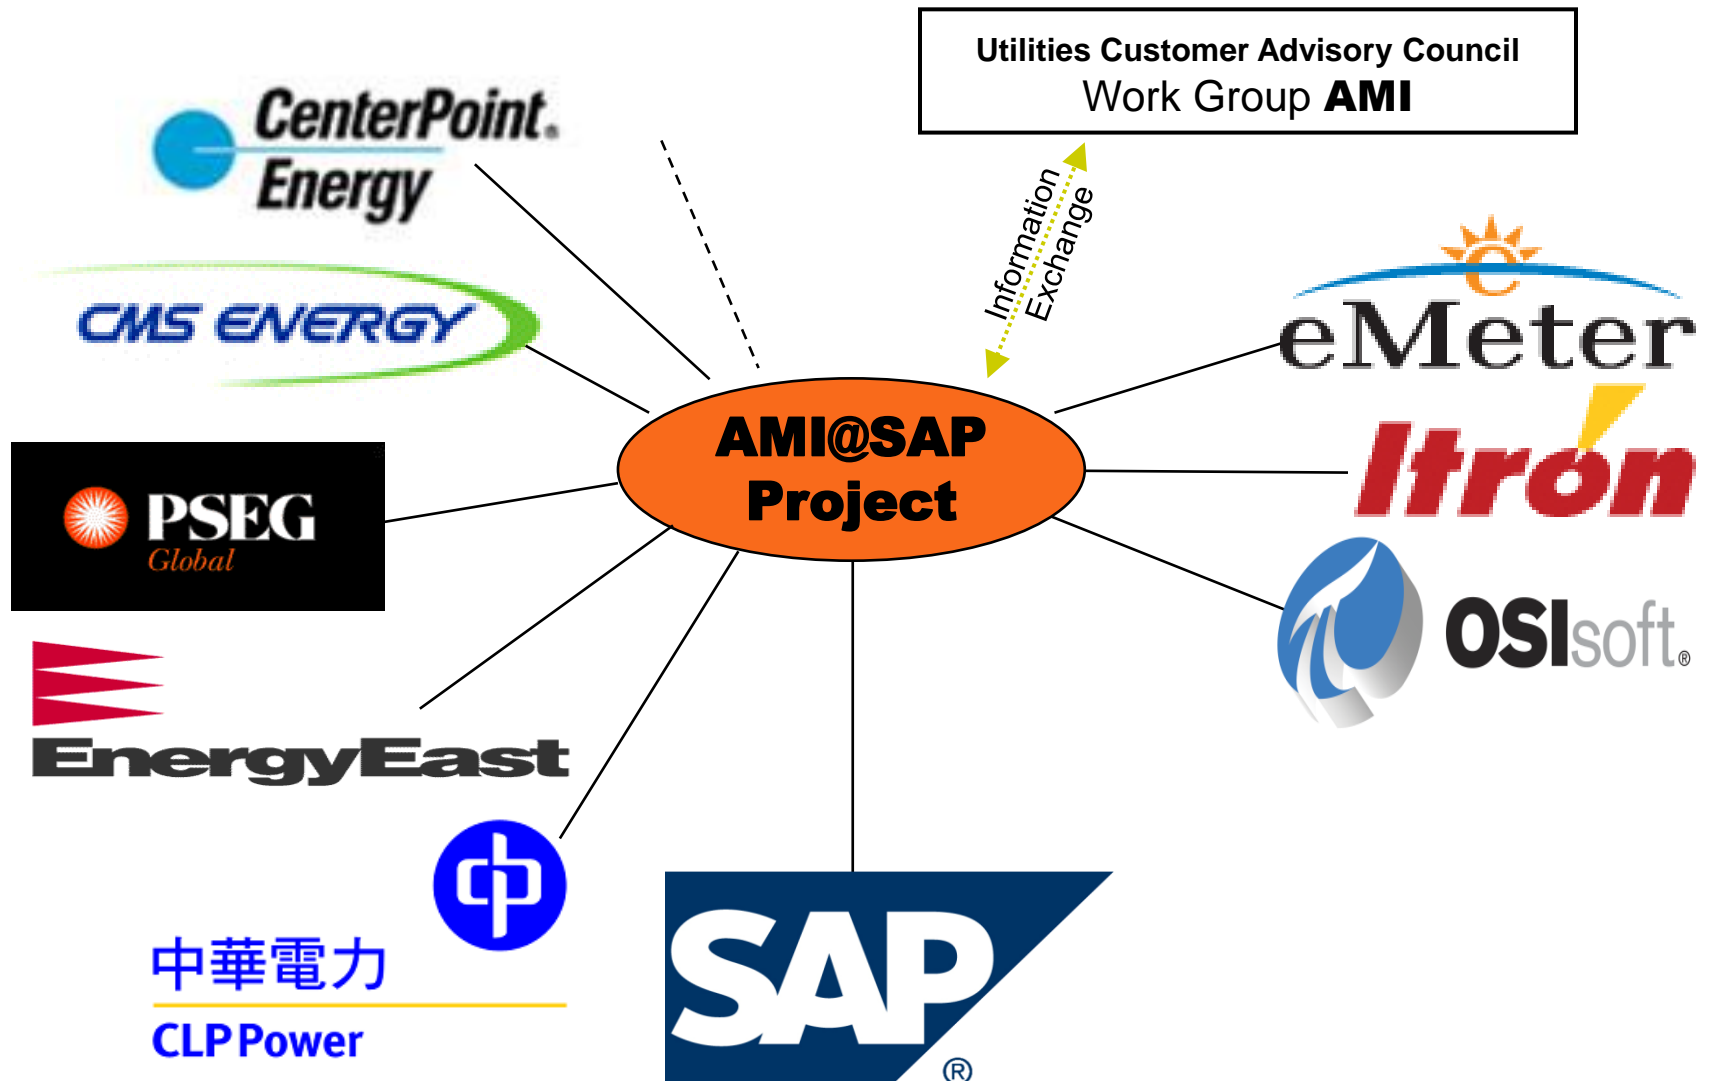 Utilities Customer Advisory Council
Work Group AMI
CenterPoint®
Energy
Information
Exchange
eMeter
CMS ENERGY
AMI@SAP
Project
Itron
PSEG
Global
OSIsoft®
EnergyEast
中華電力
CLP Power
SAP
®